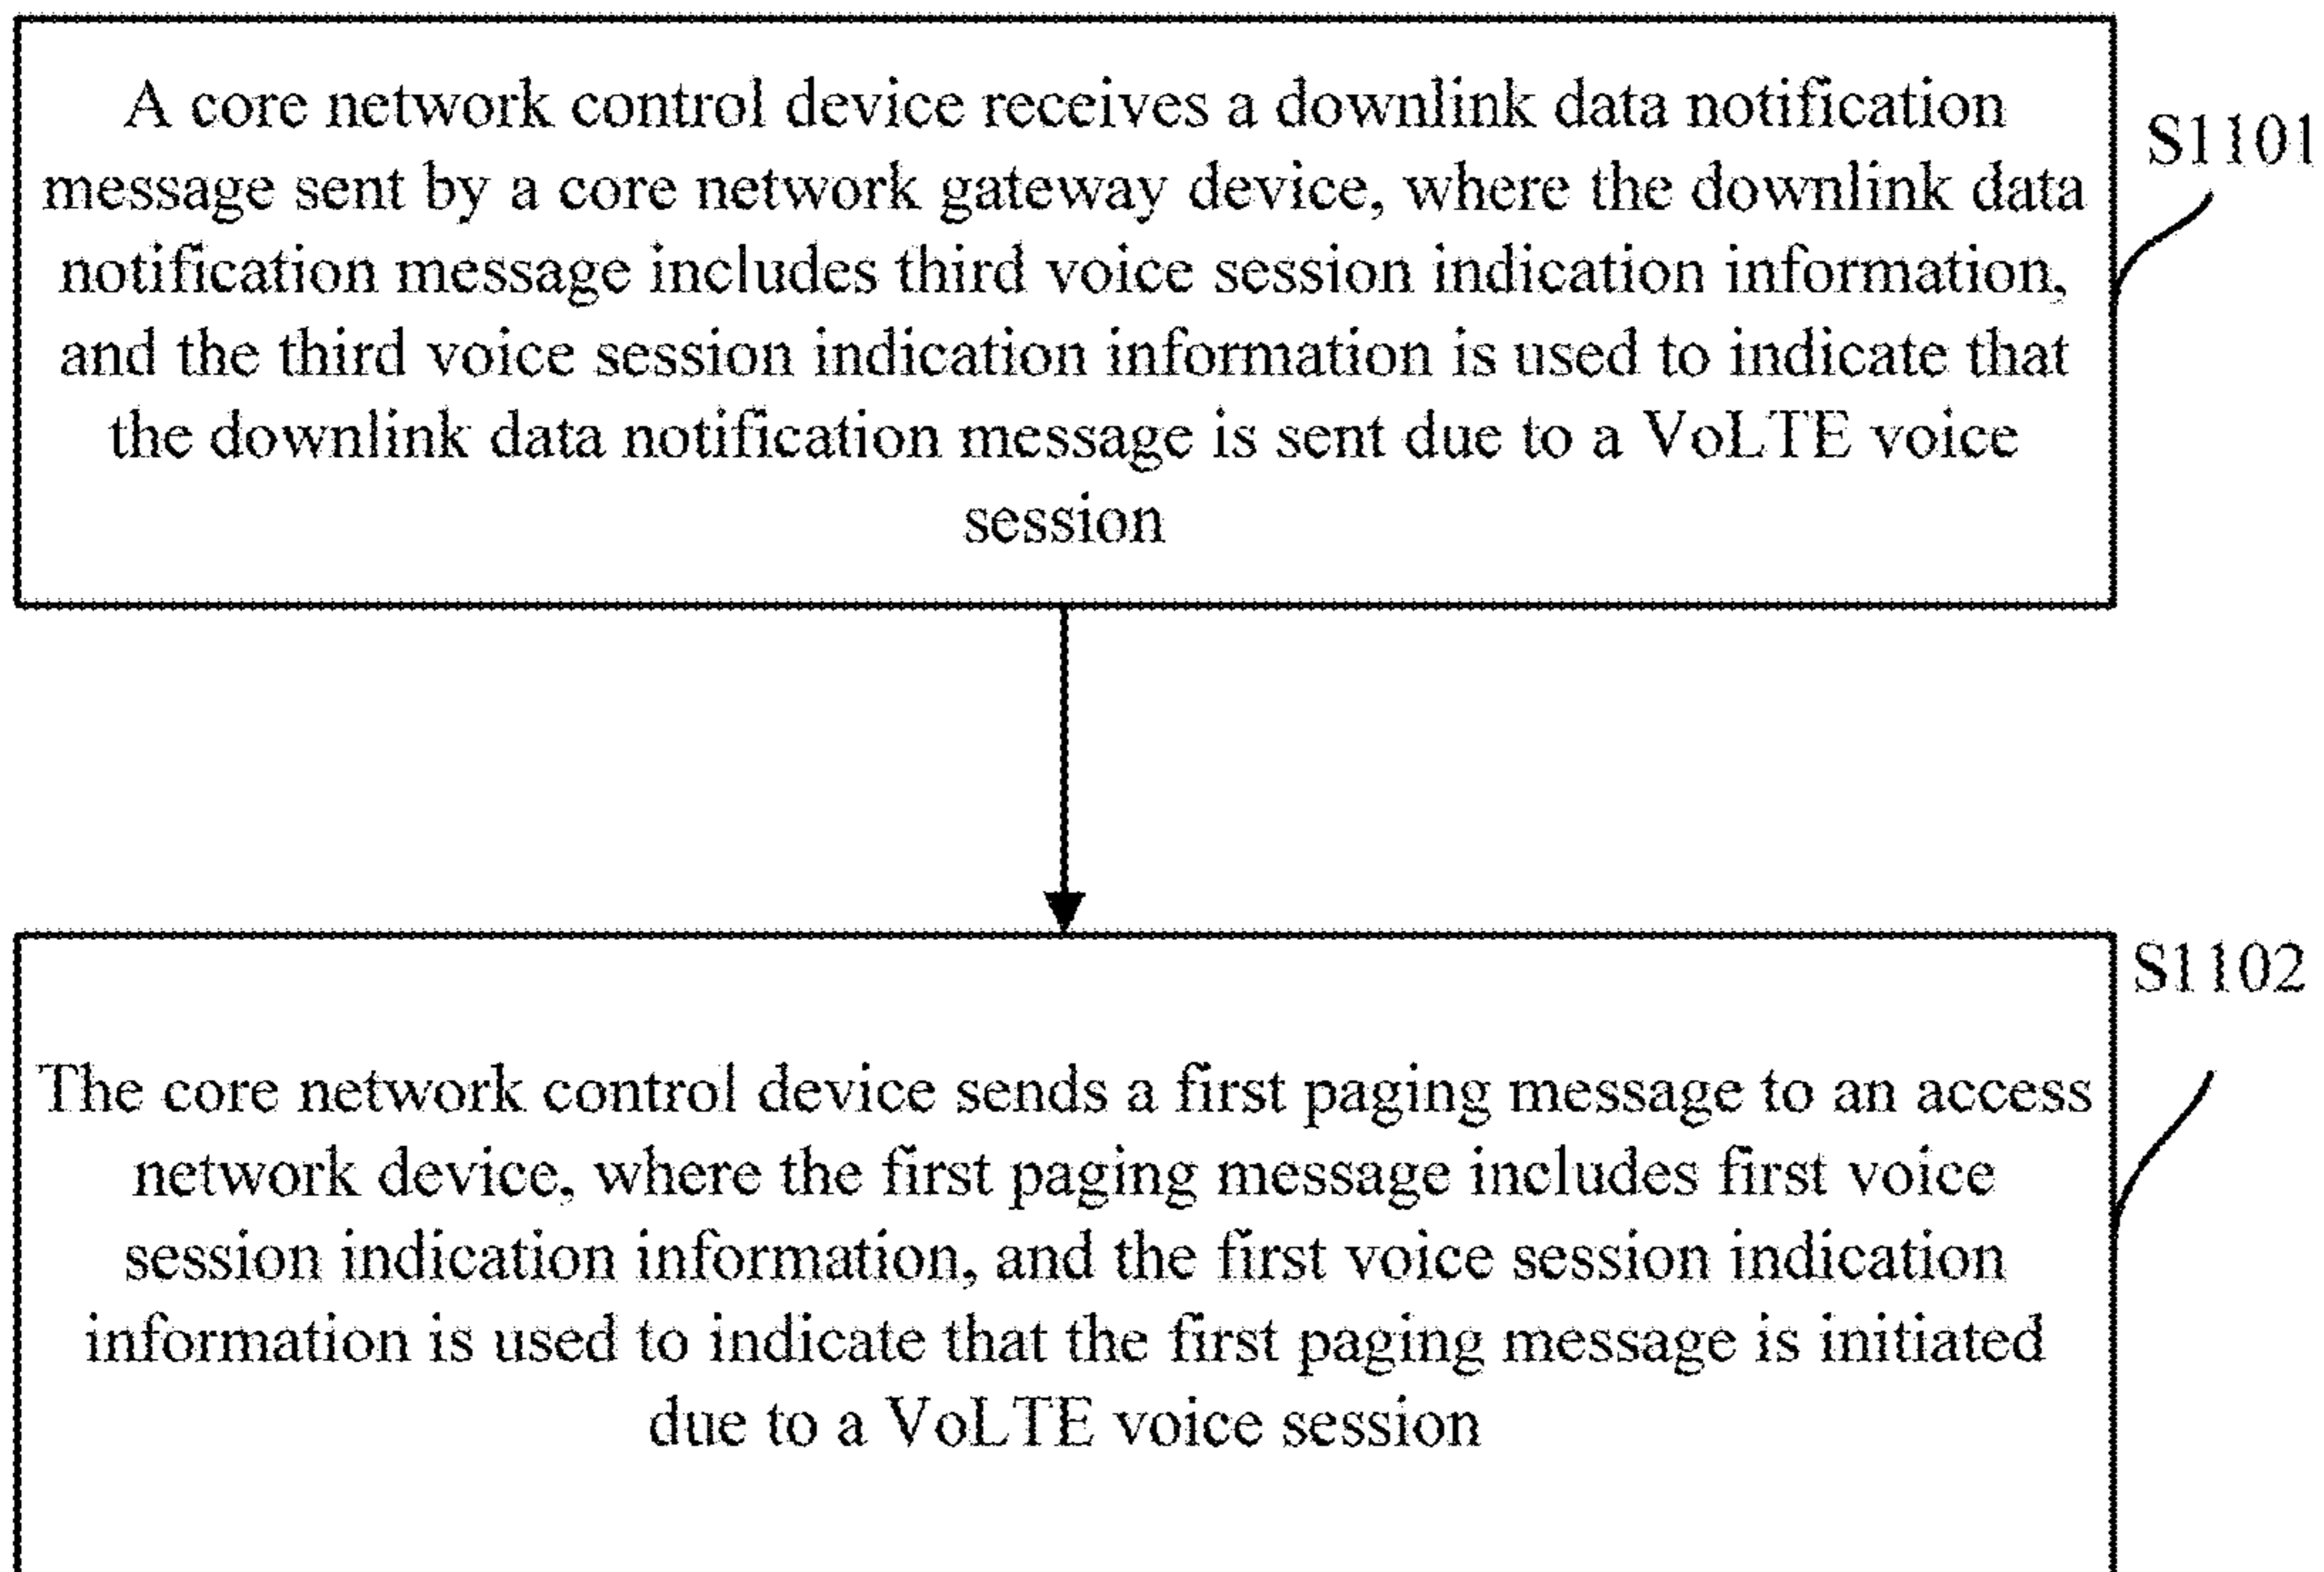 A core network control device receives a downlink data notification
message sent by a core network gateway device, where the downlink data
notification message includes third voice session indication information,
and the third voice session indication information is used to indicate that
the downlink data notification message is sent due to a VoLTE voice
session
S1101
The core network control device sends a first paging message to an access
network device, where the first paging message includes first voice
session indication information, and the first voice session indication
information is used to indicate that the first paging message is initiated
due to a VoLTE voice session
S1102